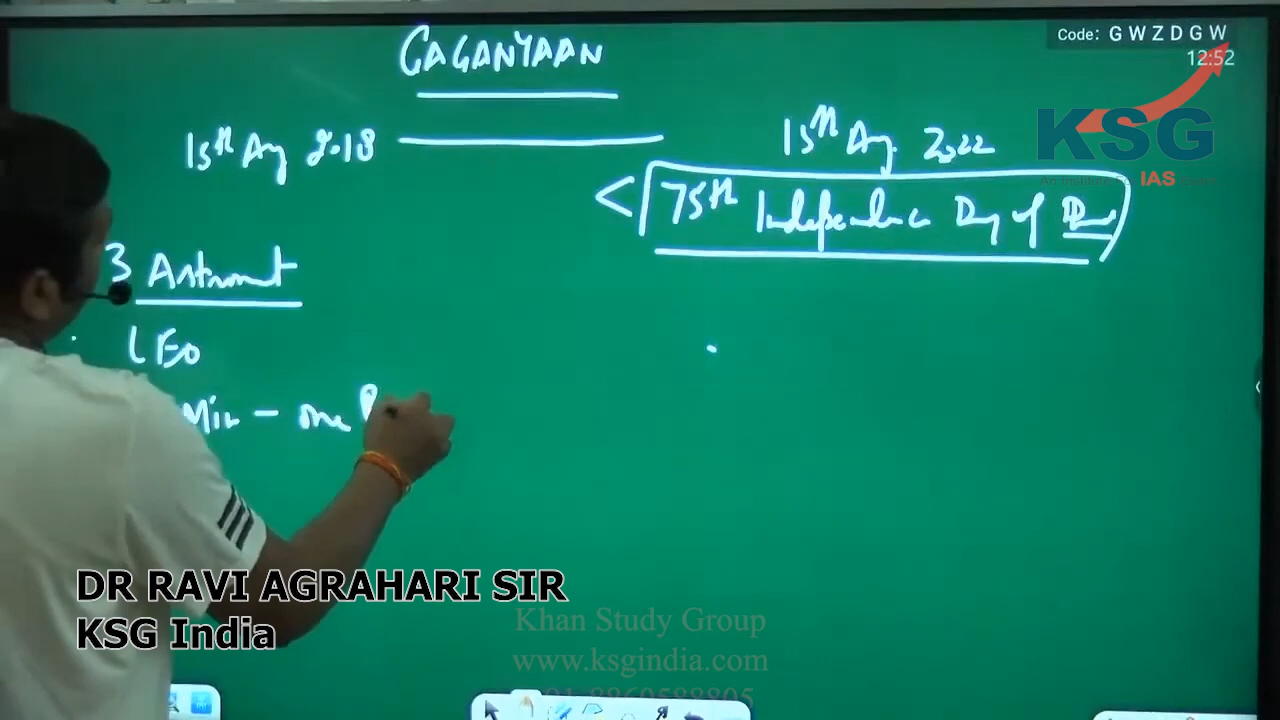 GAGANYAAN
Code: G W Z D G W
12:52
KSG
IAS
15th Aug 2018
15th Aug. 2022
< 75th Independence Day of
3 Astronaut
LEO
Min - one
DR RAVI AGRAHARI SIR
KSG India
Khan Study Group
www.ksgindia.com